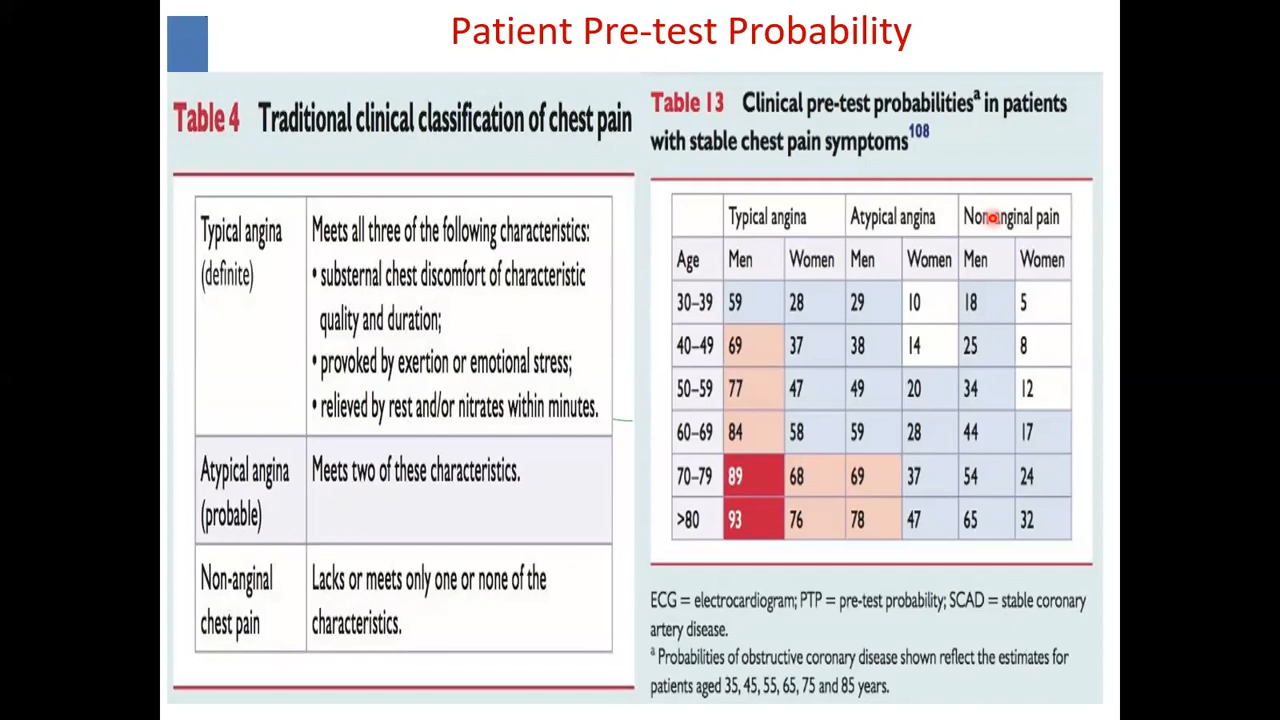 Patient Pre-test Probability
Table 4 Traditional clinical classification of chest pain
Typical angina
(definite)
Meets all three of the following characteristics:
• substernal chest discomfort of characteristic
quality and duration;
• provoked by exertion or emotional stress;
• relieved by rest and/or nitrates within minutes.
Atypical angina
(probable)
Meets two of these characteristics.
Non-anginal
chest pain
Lacks or meets only one or none of the
characteristics.
Table 13 Clinical pre-test probabilitiesa in patients
with stable chest pain symptoms108
Typical angina Atypical angina Non-anginal pain
Age Men Women Men Women Men Women
30–39 59 28 29 10 18 5
40–49 69 37 38 14 25 8
50–59 77 47 49 20 34 12
60–69 84 58 59 28 44 17
70–79 89 68 69 37 54 24
>80 93 76 78 47 65 32
ECG = electrocardiogram; PTP = pre-test probability; SCAD = stable coronary
artery disease.
a Probabilities of obstructive coronary disease shown reflect the estimates for
patients aged 35, 45, 55, 65, 75 and 85 years.